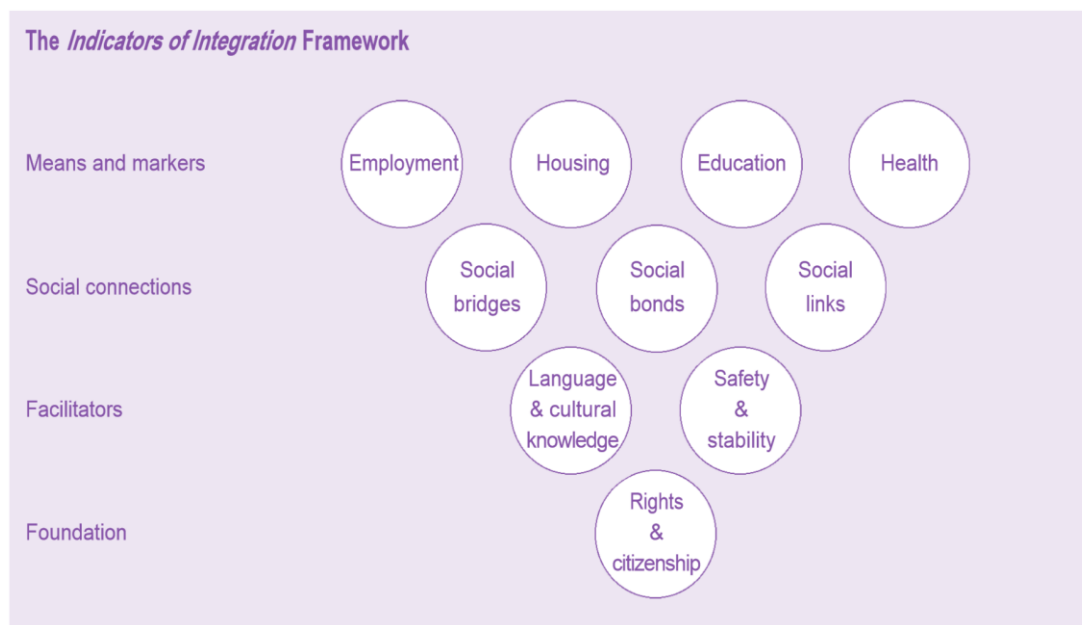 The Indicators of Integration Framework
Means and markers
Employment
Housing
Education
Health
Social connections
Social
bridges
Social
bonds
Social
links
Facilitators
Language
& cultural
knowledge
Safety
&
stability
Foundation
Rights
&
citizenship